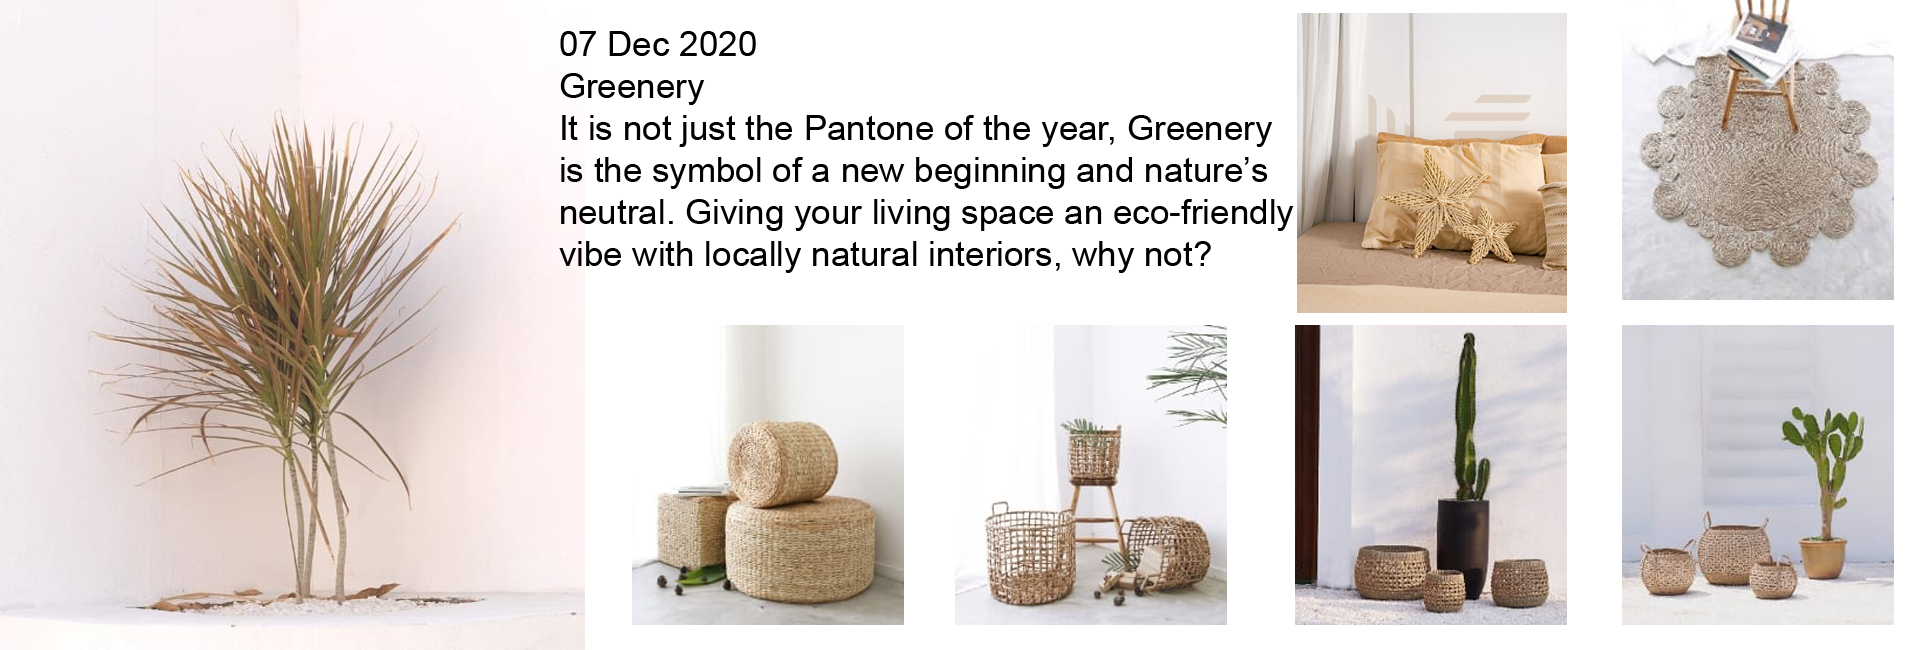 07 Dec 2020
Greenery
It is not just the Pantone of the year, Greenery
is the symbol of a new beginning and nature’s
neutral. Giving your living space an eco-friendly
vibe with locally natural interiors, why not?